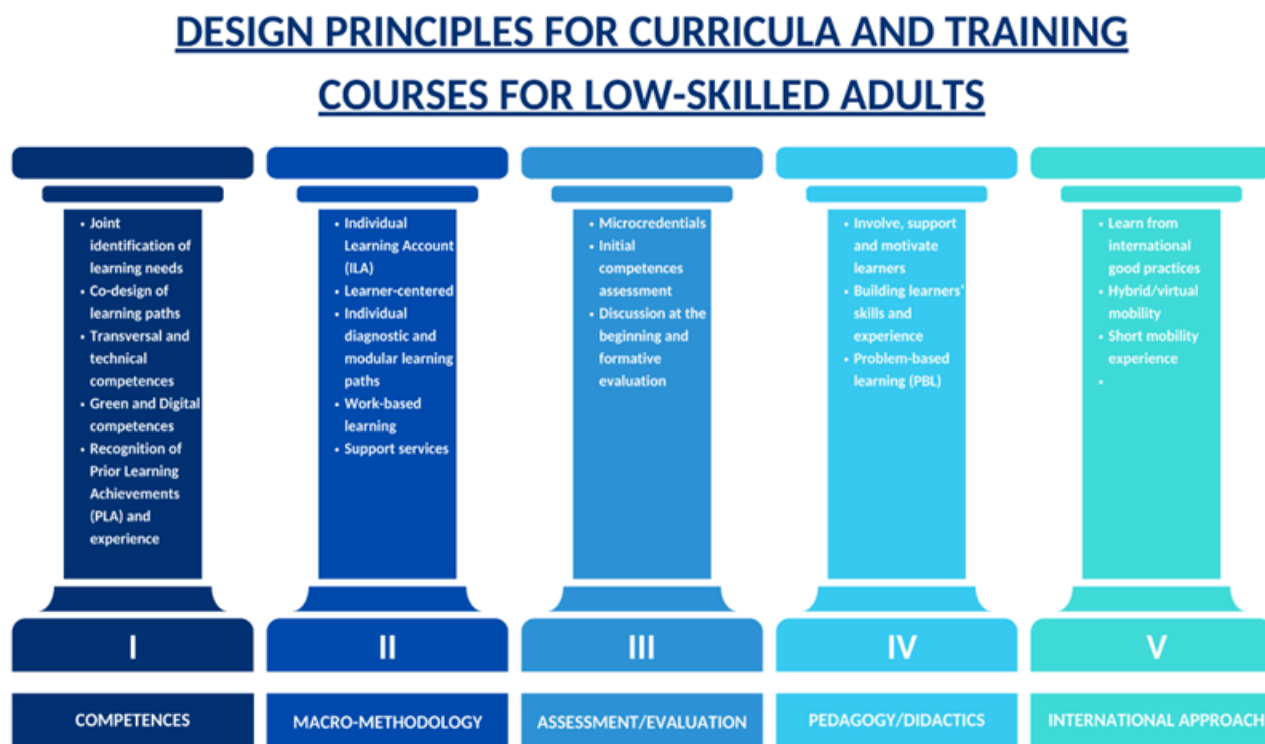 DESIGN PRINCIPLES FOR CURRICULA AND TRAINING
COURSES FOR LOW-SKILLED ADULTS
• Joint
identification of
learning needs
• Co-design of
learning paths
• Transversal and
technical
competences
• Green and Digital
competences
• Recognition of
Prior Learning
Achievements
(PLA) and
experience
I
COMPETENCES
• Individual
Learning Account
(ILA)
• Learner-centered
• Individual
diagnostic and
modular learning
paths
• Work-based
learning
• Support services
II
MACRO-METHODOLOGY
• Microcredentials
• Initial
competences
assessment
• Discussion at the
beginning and
formative
evaluation
III
ASSESSMENT/EVALUATION
• Involve, support
and motivate
learners
• Building learners'
skills and
experience
• Problem-based
learning (PBL)
IV
PEDAGOGY/DIDACTICS
• Learn from
international
good practices
• Hybrid/virtual
mobility
• Short mobility
experience
•
V
INTERNATIONAL APPROACH